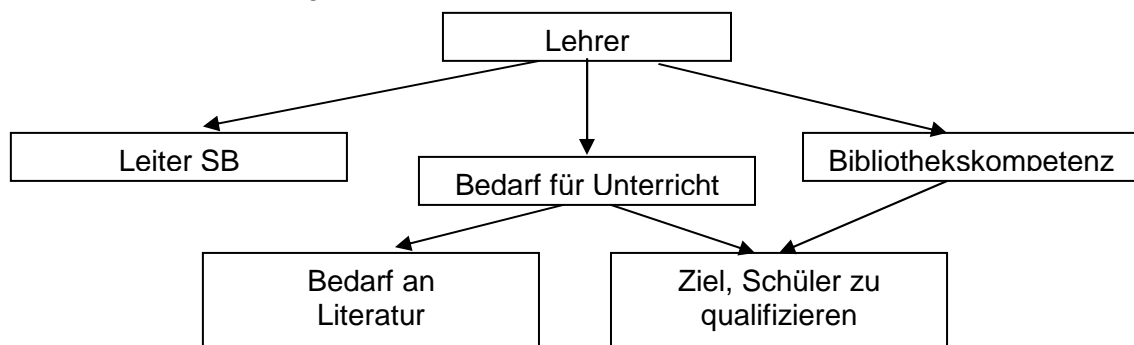 Lehrer
Leiter SB
Bedarf für Unterricht
Bibliothekskompetenz
Bedarf an
Literatur
Ziel, Schüler zu
qualifizieren